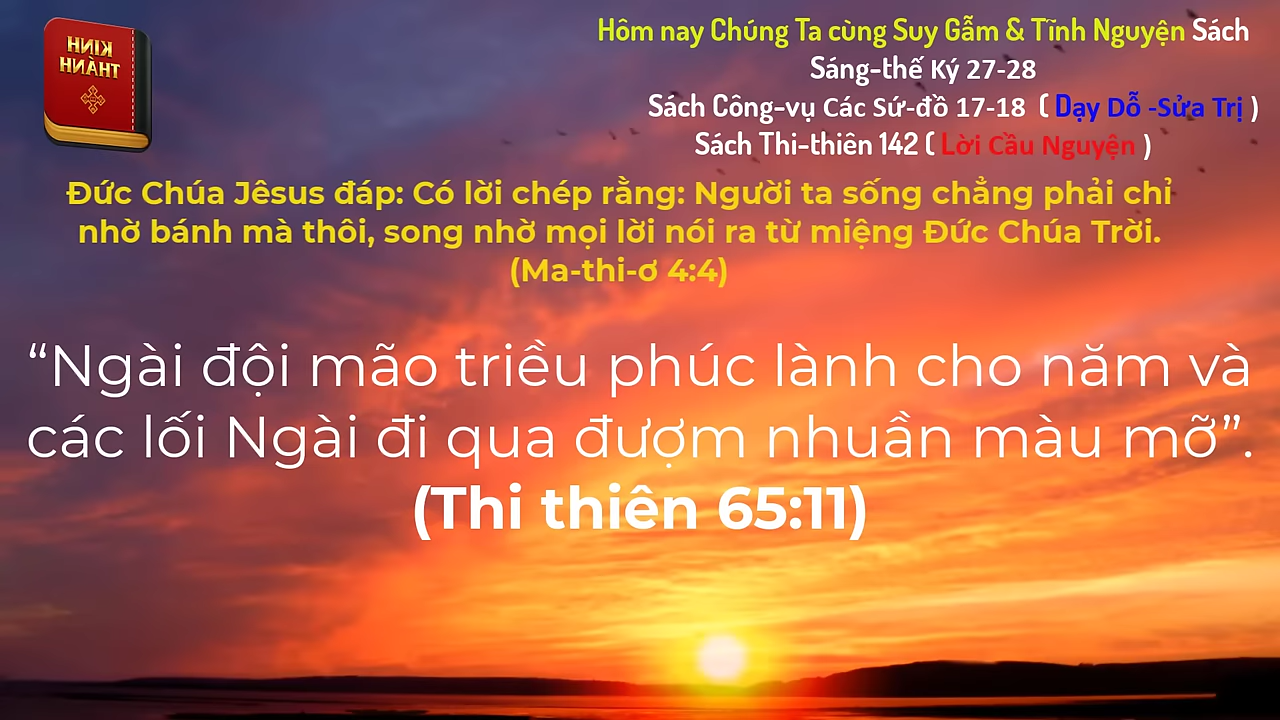 KINH
THÁNH
Hôm nay Chúng Ta cùng Suy Gẫm & Tĩnh Nguyện Sách
Sáng-thế Ký 27-28
Sách Công-vụ Các Sứ-đồ 17-18 ( Dạy Dỗ -Sửa Trị )
Sách Thi-thiên 142 ( Lời Cầu Nguyện )
Đức Chúa Jêsus đáp: Có lời chép rằng: Người ta sống chẳng phải chỉ
nhờ bánh mà thôi, song nhờ mọi lời nói ra từ miệng Đức Chúa Trời.
(Ma-thi-ơ 4:4)
“Ngài đội mão triều phúc lành cho năm và
các lối Ngài đi qua đượm nhuần màu mỡ”.
(Thi thiên 65:11)